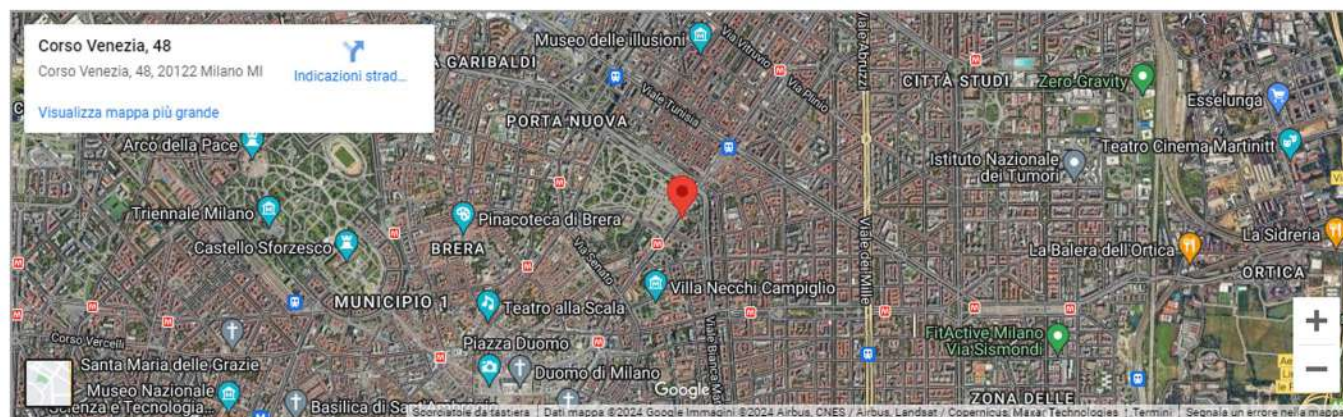 Corso Venezia, 48
Corso Venezia, 48, 20122 Milano MI
Indicazioni strad...
Visualizza mappa più grande
Museo delle illusioni
Via Vitruvio
Via Plinio
Viale Abruzzi
GARIBALDI
CITTÀ STUDI
Zero Gravity
Esselunga
Viale Tunisia
PORTA NUOVA
Arco della Pace
Teatro Cinema Martinitt
Istituto Nazionale
dei Tumori
Triennale Milano
Pinacoteca di Brera
Castello Sforzesco
BRERA
Via Senato
Viale dei Mille
La Sidreria
La Balera dell'Ortica
ORTICA
Villa Necchi Campiglio
MUNICIPIO 1
Teatro alla Scala
FitActive Milano
Via Sismondi
Corso Vercelli
Piazza Duomo
Santa Maria delle Grazie
Duomo di Milano
Viale Bianca Ma
Museo Nazionale
Scienza e Tecnologia...
Basilica di Sant'Ambrogio
Google
ZONA DELLE
Scorciatoie da tastiera
Dati mappa ©2024 Google Immagini ©2024 Airbus, CNES / Airbus, Landsat / Copernicus, Maxar Technologies
Termini
Segnala un errore nella mappa